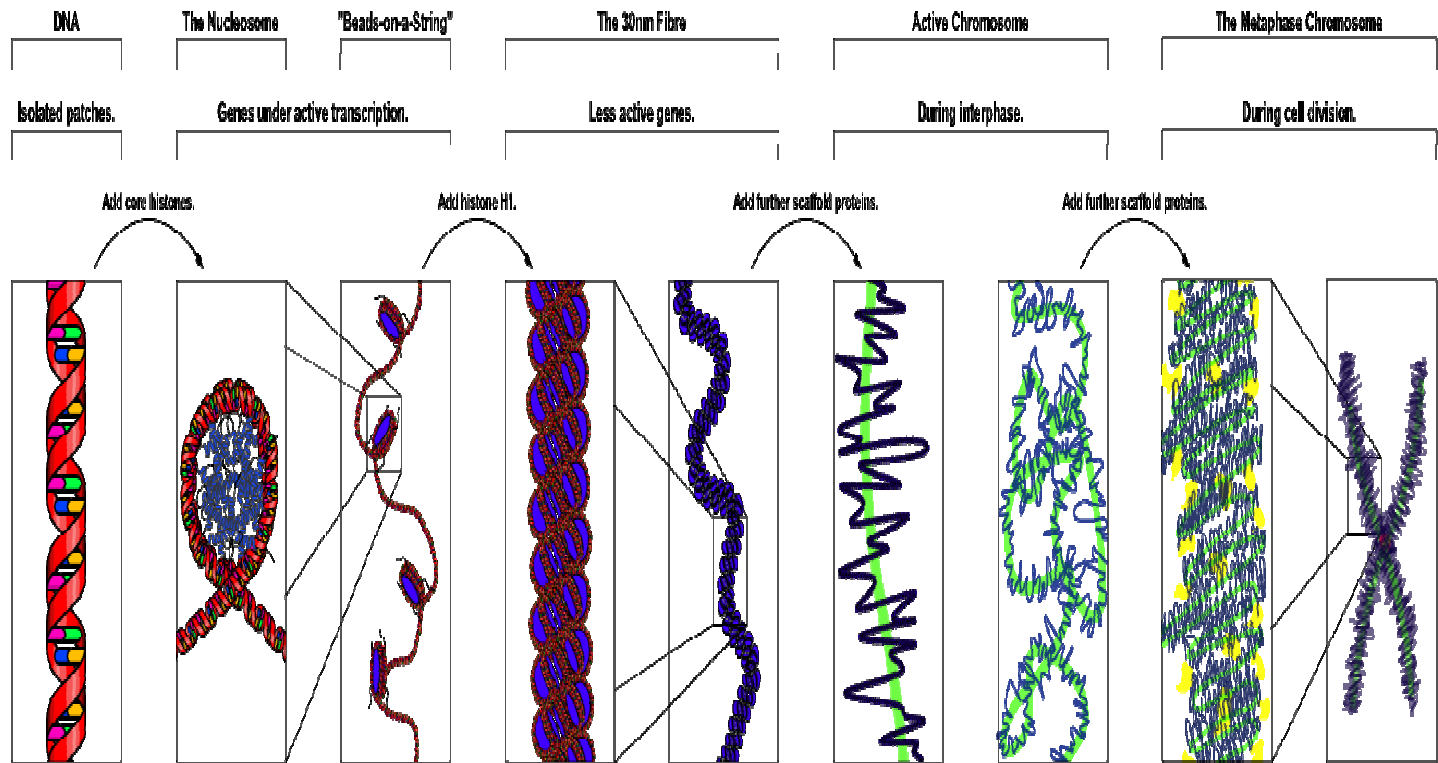 DNA
The Nucleosome
"Beads-on-a-String"
The 30nm Fibre
Active Chromosome
The Metaphase Chromosome
Isolated patches.
Genes under active transcription.
Less active genes.
During interphase.
During cell division.
Add core histones.
Add histone H1.
Add further scaffold proteins.
Add further scaffold proteins.